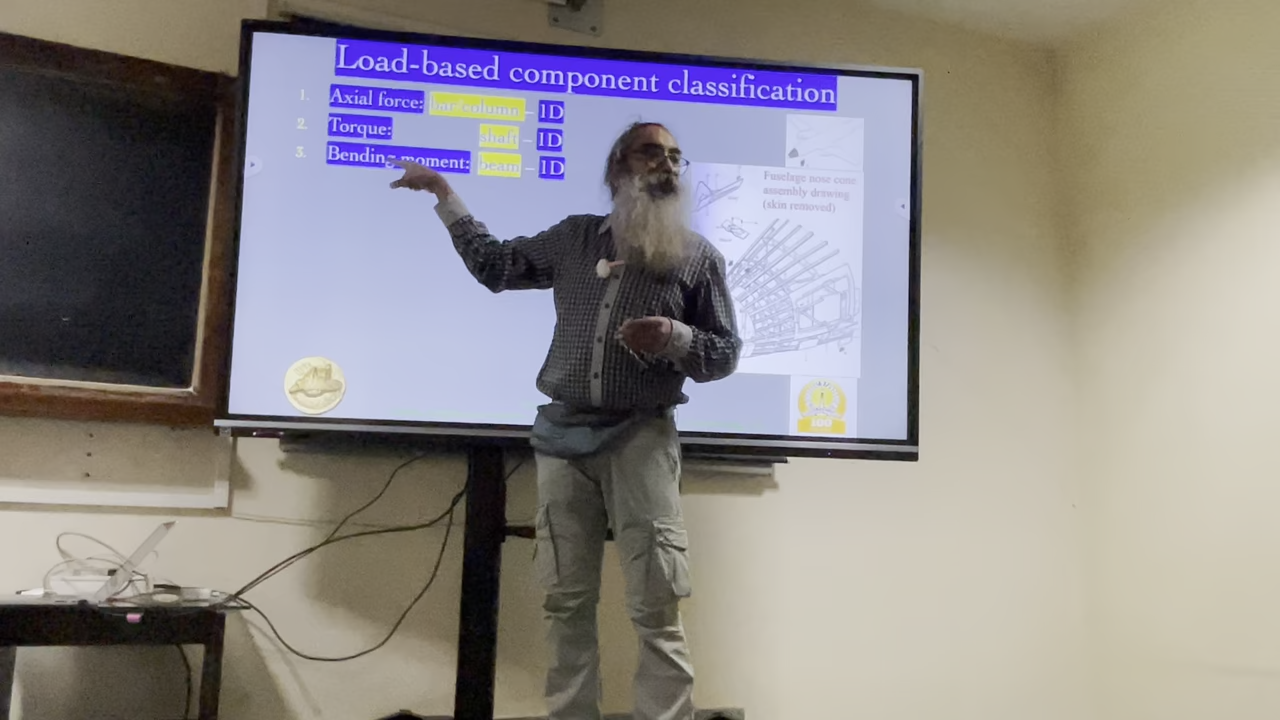 Load-based component classification
1. Axial force: bar column – 1D
2. Torque: shaft – 1D
3. Bending moment: beam – 1D
Fuselage nose cone
assembly drawing
(skin removed)
100